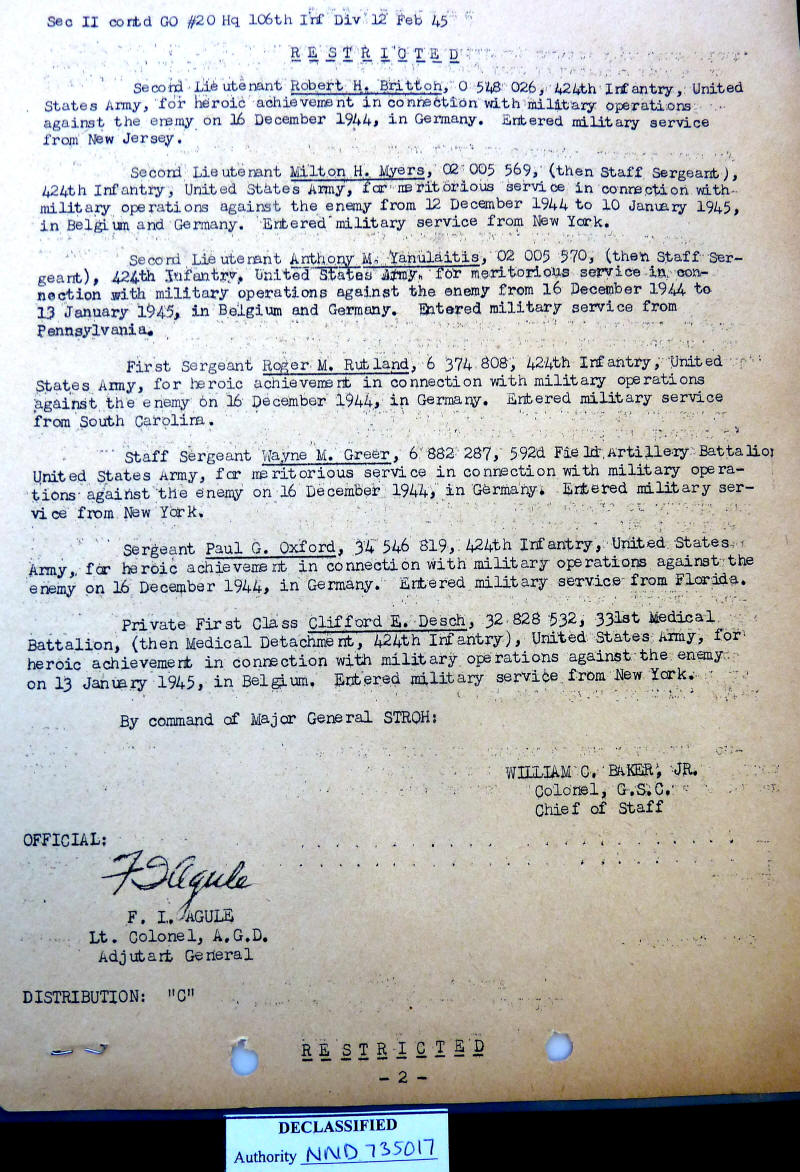 Sec II contd GO #20 Hq 106th Inf Div 12 Feb 45
R E S T R I C T E D
Second Lieutenant Robert H. Britton, O 548 026, 424th Infantry, United
States Army, for heroic achievement in connection with military operations
against the enemy on 16 December 1944, in Germany. Entered military service
from New Jersey.
Second Lieutenant Milton H. Myers, O2 005 569, (then Staff Sergeant),
424th Infantry, United States Army, for meritorious service in connection with
military operations against the enemy from 12 December 1944 to 10 January 1945,
in Belgium and Germany. Entered military service from New York.
Second Lieutenant Anthony M. Yanulaitis, O2 005 570, (then Staff Ser-
geant), 424th Infantry, United States Army, for meritorious service in con-
nection with military operations against the enemy from 16 December 1944 to
13 January 1945, in Belgium and Germany. Entered military service from
Pennsylvania.
First Sergeant Roger M. Rutland, 6 374 808, 424th Infantry, United
States Army, for heroic achievement in connection with military operations
against the enemy on 16 December 1944, in Germany. Entered military service
from South Carolina.
Staff Sergeant Wayne M. Greer, 6 882 287, 592d Field Artillery Battalion
United States Army, for meritorious service in connection with military opera-
tions against the enemy on 16 December 1944, in Germany. Entered military ser-
vice from New York.
Sergeant Paul G. Oxford, 34 546 819, 424th Infantry, United States
Army, for heroic achievement in connection with military operations against the
enemy on 16 December 1944, in Germany. Entered military service from Florida.
Private First Class Clifford E. Desch, 32 828 532, 331st Medical
Battalion, (then Medical Detachment, 424th Infantry), United States Army, for
heroic achievement in connection with military operations against the enemy
on 13 January 1945, in Belgium. Entered military service from New York.
By command of Major General STROH:
WILLIAM C. BAKER, JR.
Colonel, G.S.C.
Chief of Staff
OFFICIAL:
F I Agule
F. I. AGULE
Lt. Colonel, A.G.D.
Adjutant General
DISTRIBUTION: "C"
R E S T R I C T E D
- 2 -
DECLASSIFIED
Authority NND 735017